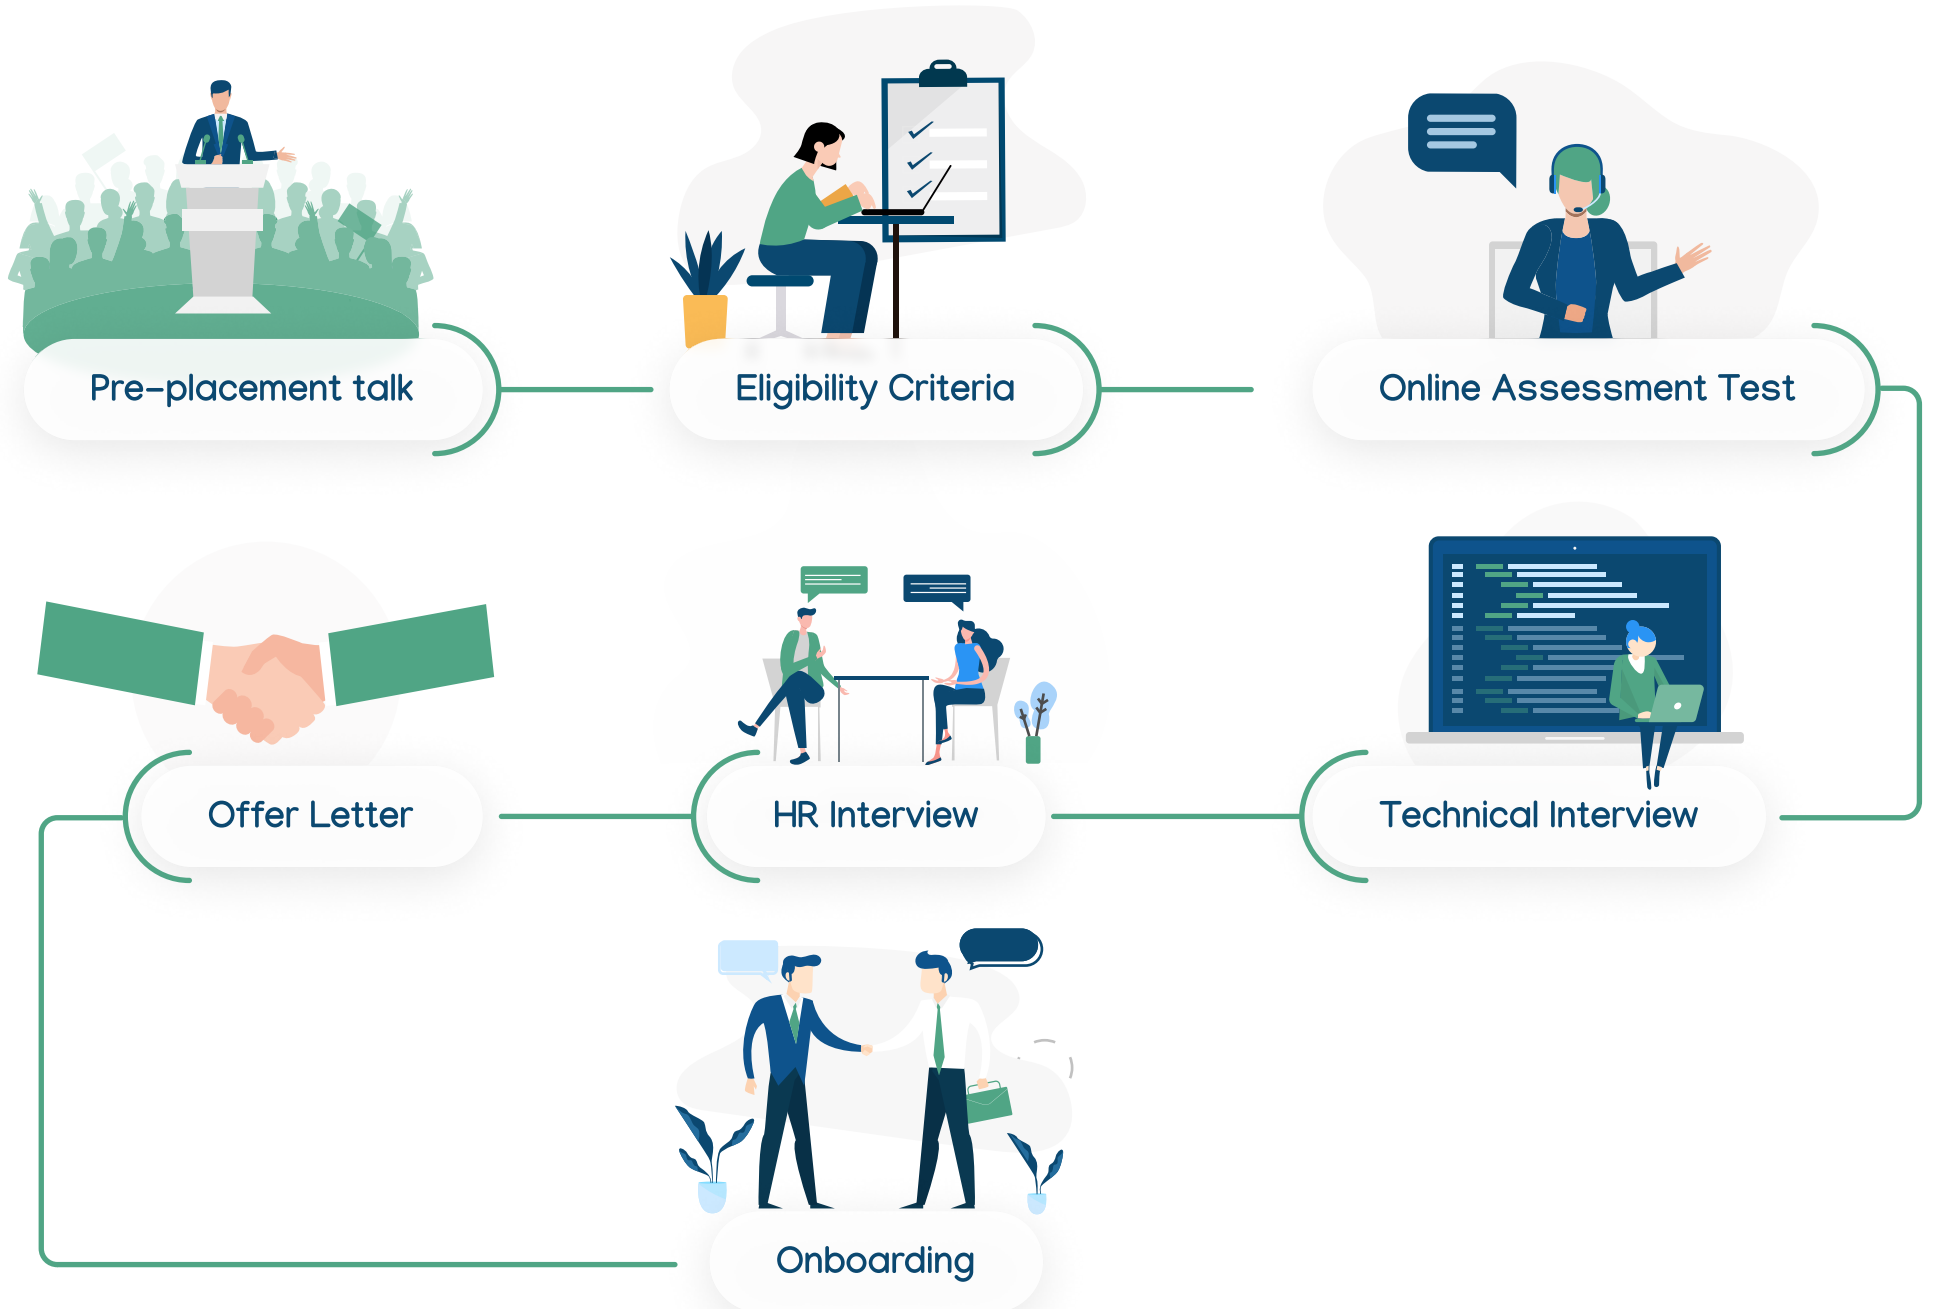 Pre-placement talk
Eligibility Criteria
Online Assessment Test
Technical Interview
HR Interview
Offer Letter
Onboarding